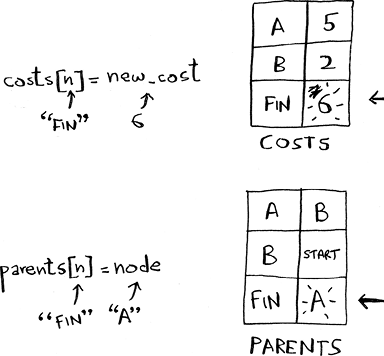 costs[n] = new_cost
"FIN" 6
A 5
B 2
FIN 6
COSTS
parents[n] = node
"FIN" "A"
A B
B START
FIN A
PARENTS